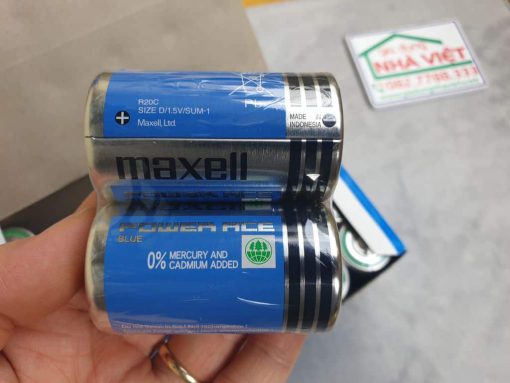 R20C
SIZE D/1.5V/SUM-1
Maxell, Ltd.
MADE IN
INDONESIA
maxell
POWER ACE
BLUE
0% MERCURY AND
CADMIUM ADDED
NHÀ VIỆT